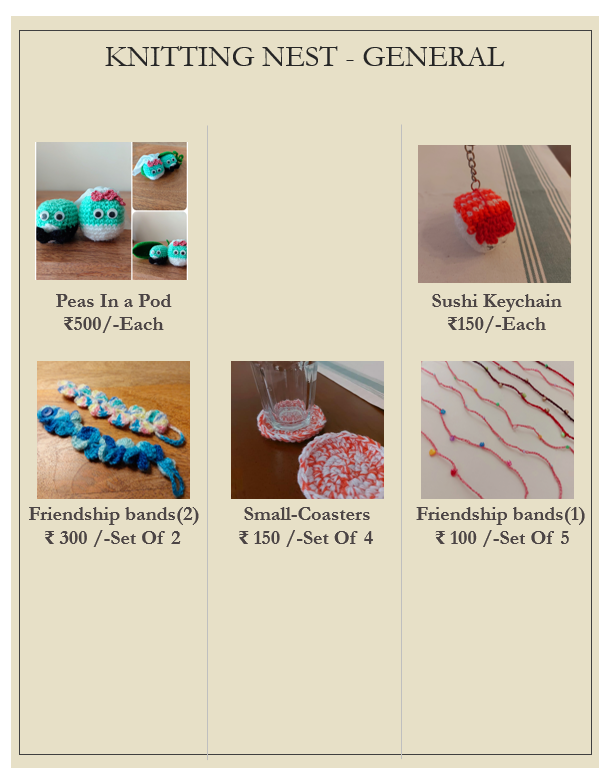 KNITTING NEST - GENERAL
Peas In a Pod
₹500/-Each
Sushi Keychain
₹150/-Each
Friendship bands(2)
₹ 300 /-Set Of 2
Small-Coasters
₹ 150 /-Set Of 4
Friendship bands(1)
₹ 100 /-Set Of 5